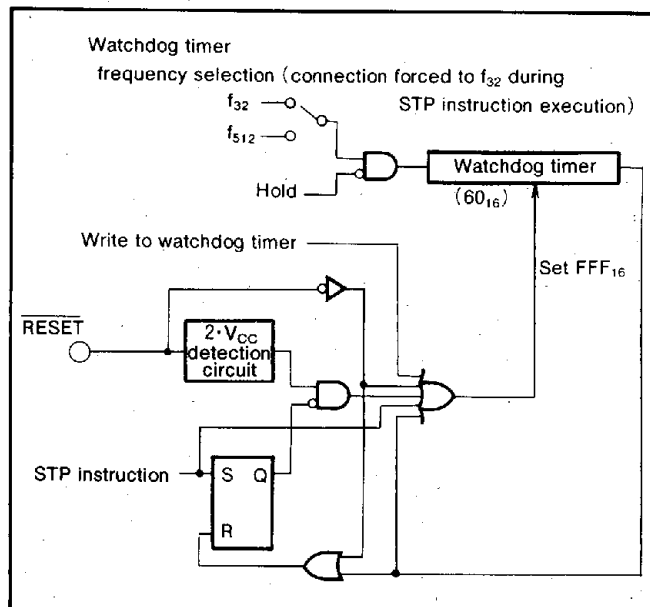 Watchdog timer
frequency selection (connection forced to f32 during
STP instruction execution)
f32
f512
Hold
Watchdog timer
(6016)
Write to watchdog timer
Set FFF16
RESET
2·VCC
detection
circuit
STP instruction
S Q
R